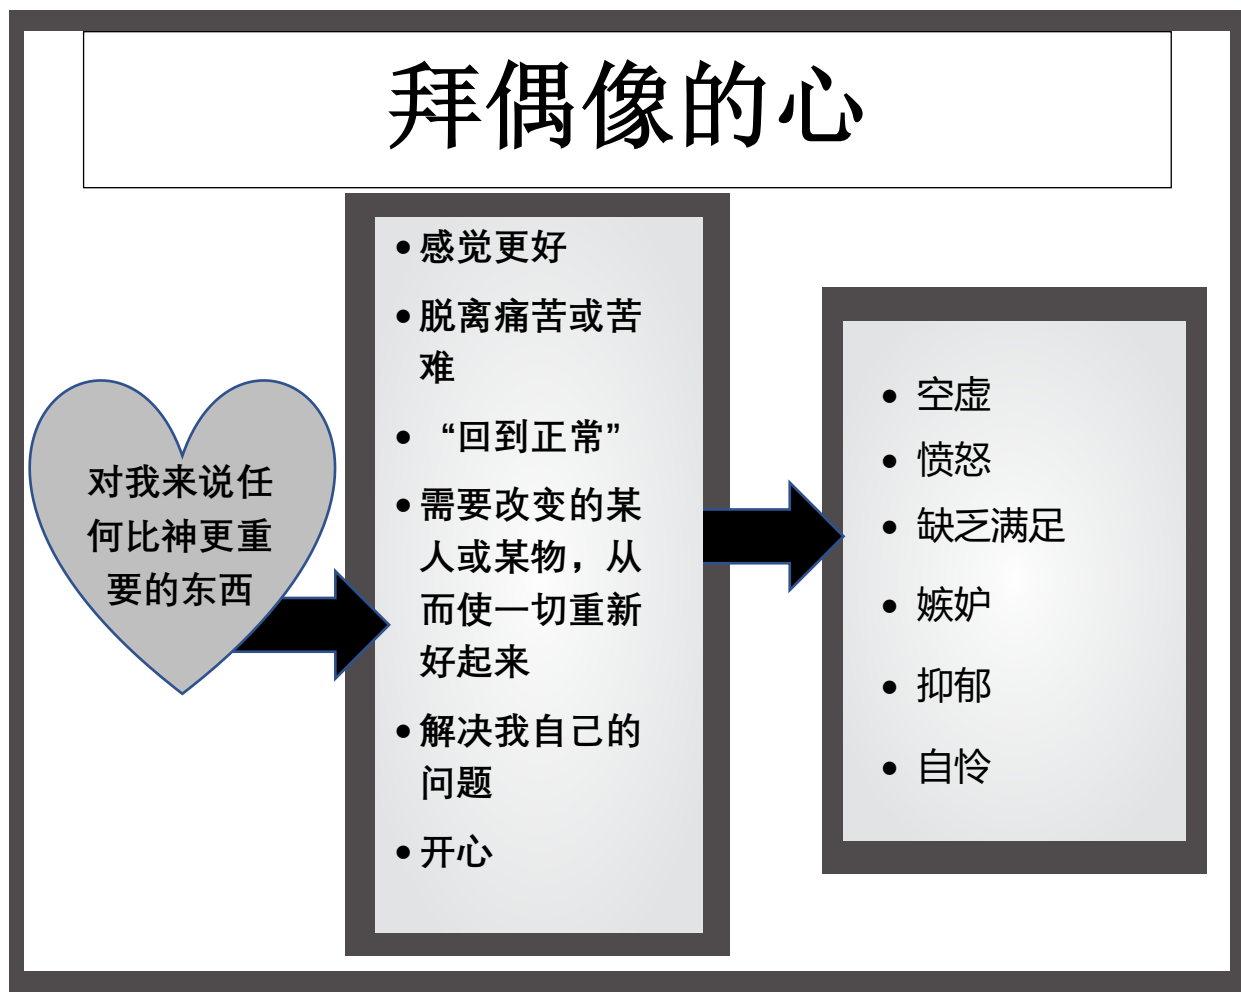 拜偶像的心
对我来说任
何比神更重
要的东西
• 感觉更好
• 脱离痛苦或苦
难
• “回到正常”
• 需要改变的某
人或某物，从
而使一切重新
好起来
• 解决我自己的
问题
• 开心
• 空虚
• 愤怒
• 缺乏满足
• 嫉妒
• 抑郁
• 自怜